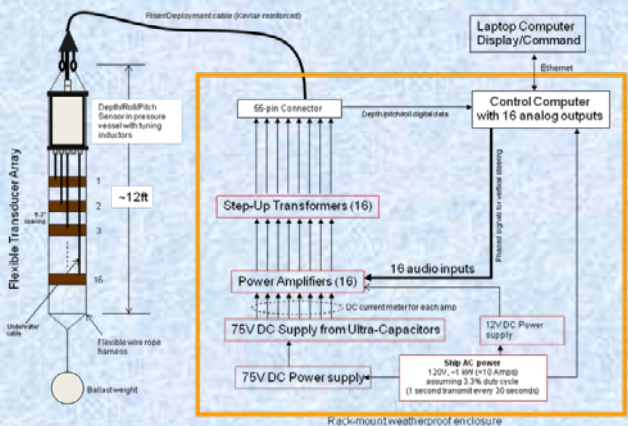 Riser/Deployment cable (Kevlar-reinforced)
Laptop Computer
Display/Command
Ethernet
Depth/Roll/Pitch
Sensor in pressure
vessel with tuning
inductors
55-pin Connector
Depth/pitch/roll digital data
Control Computer
with 16 analog outputs
Flexible Transducer Array
1
2
3
16
~12ft
spacing
Step-Up Transformers (16)
Phased signals for vertical steering
16 audio inputs
Power Amplifiers (16)
DC current meter for each amp
75V DC Supply from Ultra-Capacitors
12V DC Power
supply
Underwater
cable
Flexible wire rope
harness
75V DC Power supply
Ship AC power
120V, ~1 kW (<10 Amps)
assuming 3.3% duty cycle
(1 second transmit every 30 seconds)
Ballast weight
Rack-mount weatherproof enclosure